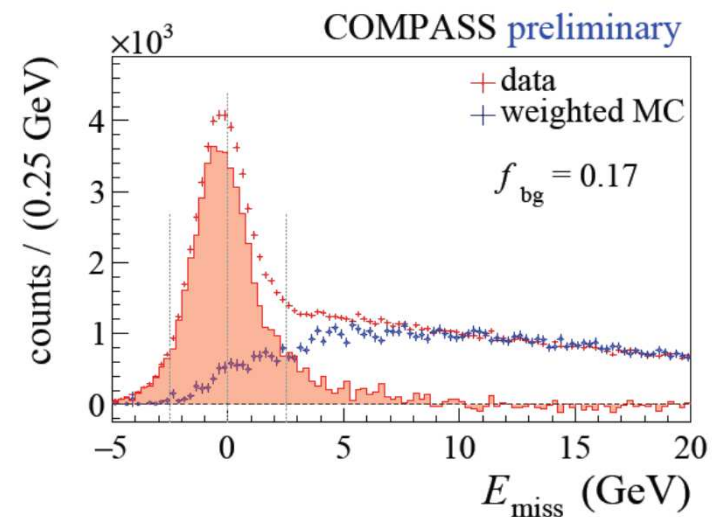 COMPASS preliminary
×10³
data
weighted MC
f bg = 0.17
counts / (0.25 GeV)
4
3
2
1
0
−5 0 5 10 15 20
E miss (GeV)